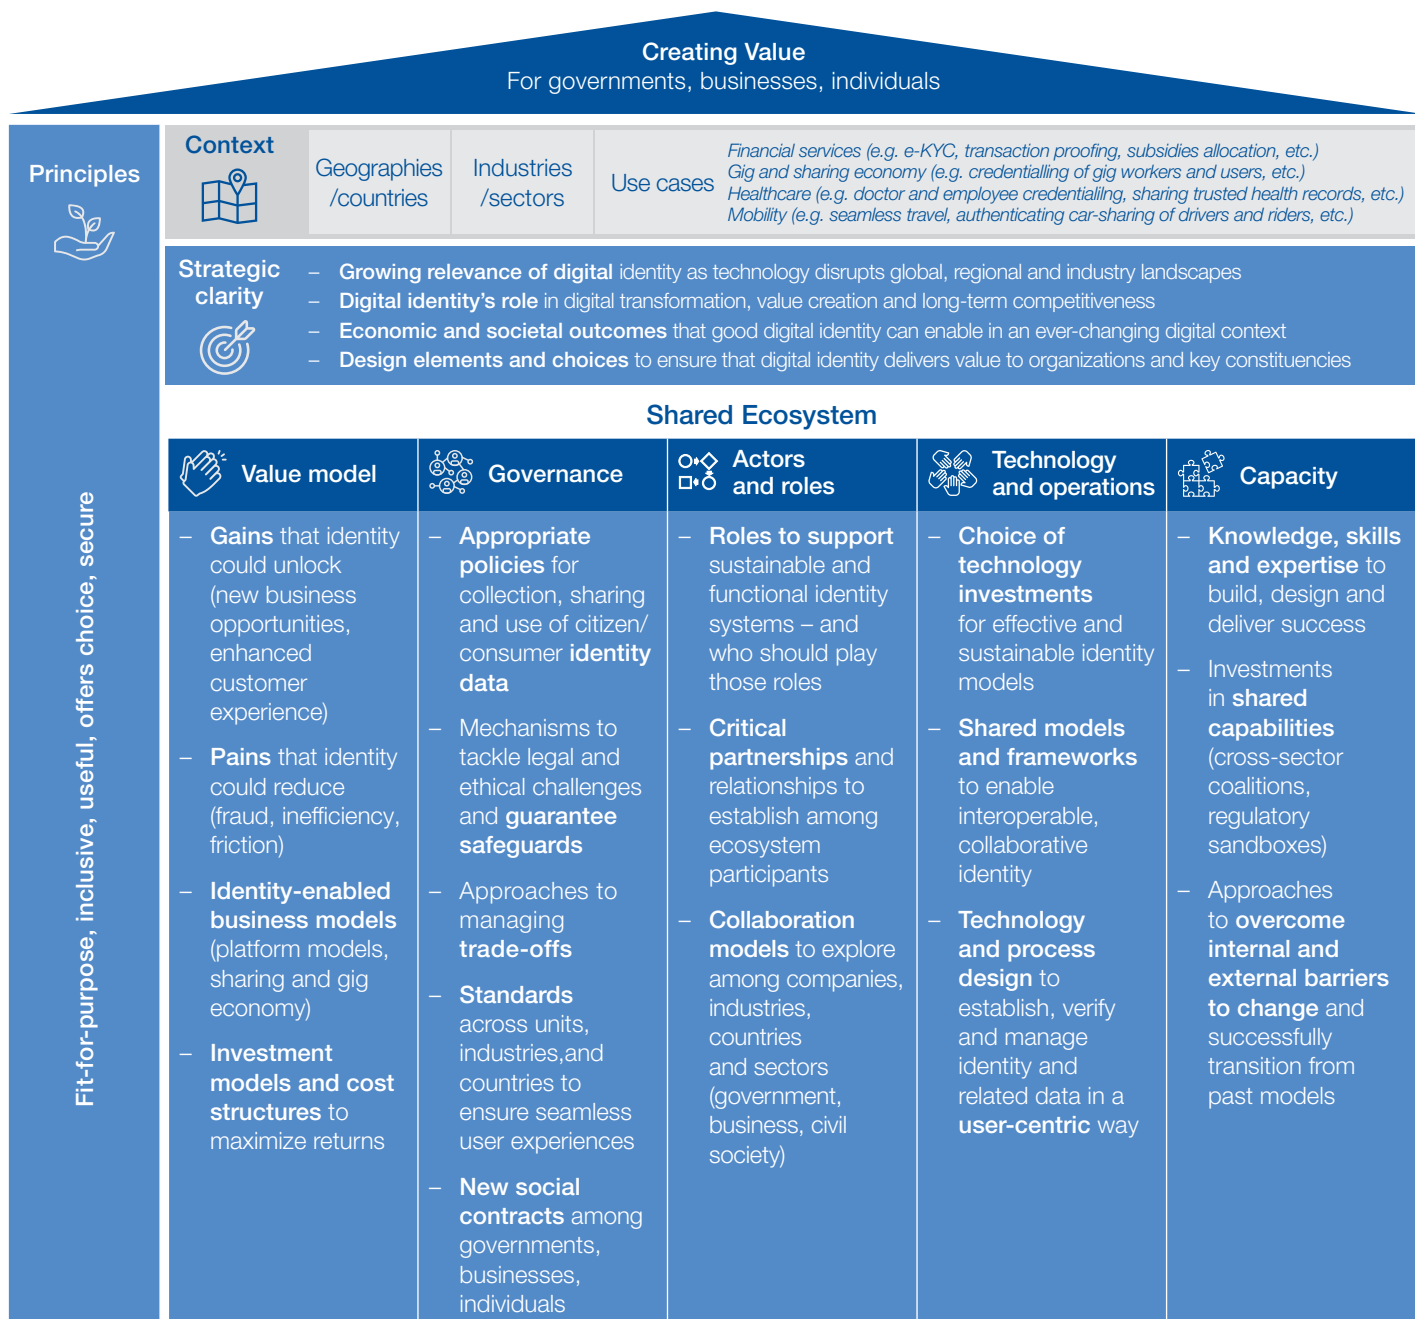 Creating Value
For governments, businesses, individuals
Principles
Fit-for-purpose, inclusive, useful, offers choice, secure
Context
Geographies
/countries
Industries
/sectors
Use cases
Financial services (e.g. e-KYC, transaction proofing, subsidies allocation, etc.)
Gig and sharing economy (e.g. credentialling of gig workers and users, etc.)
Healthcare (e.g. doctor and employee credentialilng, sharing trusted health records, etc.)
Mobility (e.g. seamless travel, authenticating car-sharing of drivers and riders, etc.)
Strategic
clarity
– Growing relevance of digital identity as technology disrupts global, regional and industry landscapes
– Digital identity's role in digital transformation, value creation and long-term competitiveness
– Economic and societal outcomes that good digital identity can enable in an ever-changing digital context
– Design elements and choices to ensure that digital identity delivers value to organizations and key constituencies
Shared Ecosystem
Value model
– Gains that identity
could unlock
(new business
opportunities,
enhanced
customer
experience)
– Pains that identity
could reduce
(fraud, inefficiency,
friction)
– Identity-enabled
business models
(platform models,
sharing and gig
economy)
– Investment
models and cost
structures to
maximize returns
Governance
– Appropriate
policies for
collection, sharing
and use of citizen/
consumer identity
data
– Mechanisms to
tackle legal and
ethical challenges
and guarantee
safeguards
– Approaches to
managing
trade-offs
– Standards
across units,
industries,and
countries to
ensure seamless
user experiences
– New social
contracts among
governments,
businesses,
individuals
Actors
and roles
– Roles to support
sustainable and
functional identity
systems – and
who should play
those roles
– Critical
partnerships and
relationships to
establish among
ecosystem
participants
– Collaboration
models to explore
among companies,
industries,
countries
and sectors
(government,
business, civil
society)
Technology
and operations
– Choice of
technology
investments
for effective and
sustainable identity
models
– Shared models
and frameworks
to enable
interoperable,
collaborative
identity
– Technology
and process
design to
establish, verify
and manage
identity and
related data in a
user-centric way
Capacity
– Knowledge, skills
and expertise to
build, design and
deliver success
– Investments
in shared
capabilities
(cross-sector
coalitions,
regulatory
sandboxes)
– Approaches
to overcome
internal and
external barriers
to change and
successfully
transition from
past models